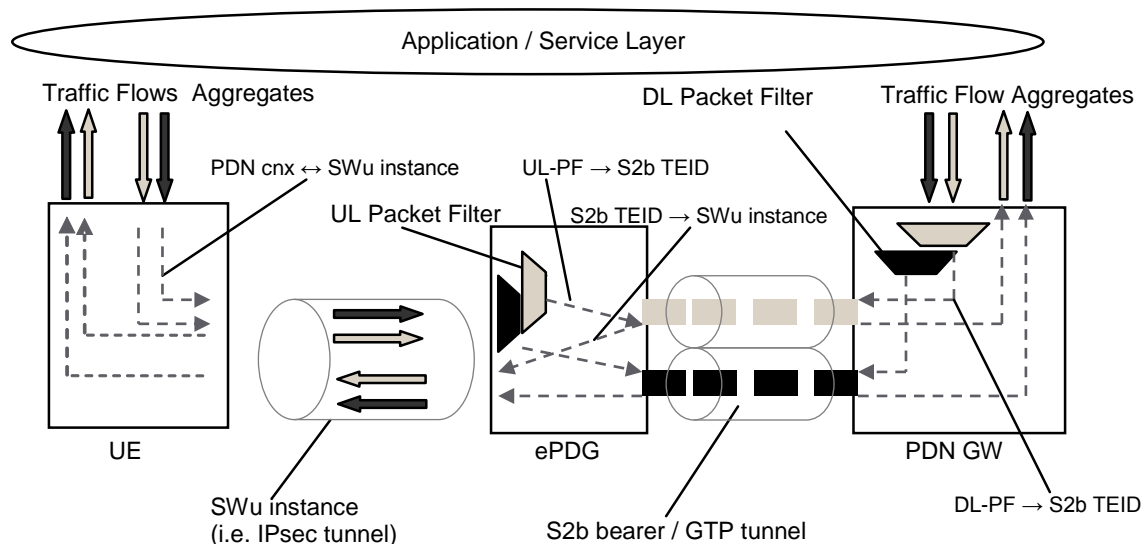 Application / Service Layer
Traffic Flows Aggregates
DL Packet Filter
Traffic Flow Aggregates
PDN cnx ↔ SWu instance
UL-PF → S2b TEID
UL Packet Filter
S2b TEID → SWu instance
UE
ePDG
PDN GW
SWu instance
(i.e. IPsec tunnel)
S2b bearer / GTP tunnel
DL-PF → S2b TEID